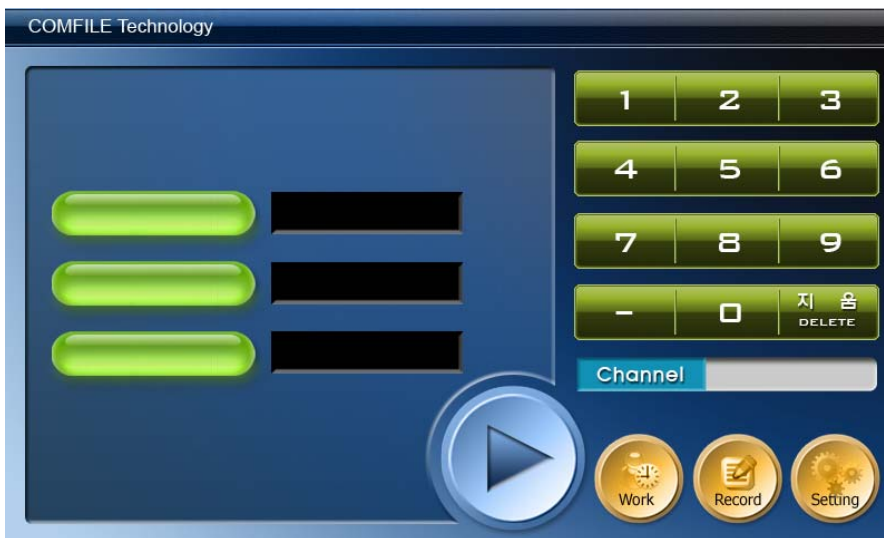 COMFILE Technology
1 2 3
4 5 6
7 8 9
- 0 지움
DELETE
Channel
Work Record Setting